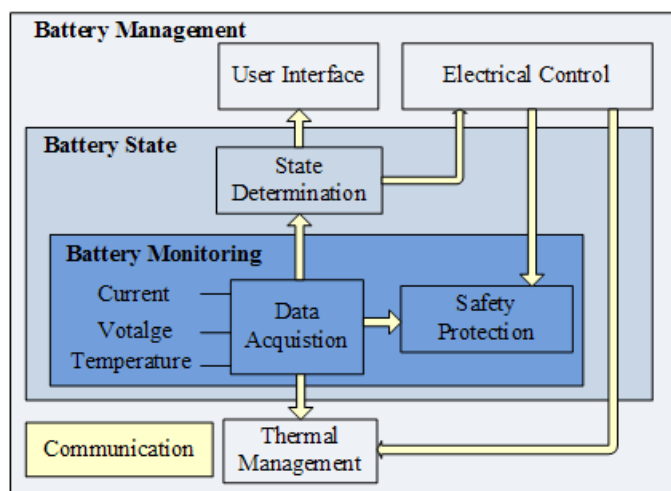 Battery Management
User Interface
Electrical Control
Battery State
State
Determination
Battery Monitoring
Current
Votalge
Temperature
Data
Acquistion
Safety
Protection
Communication
Thermal
Management